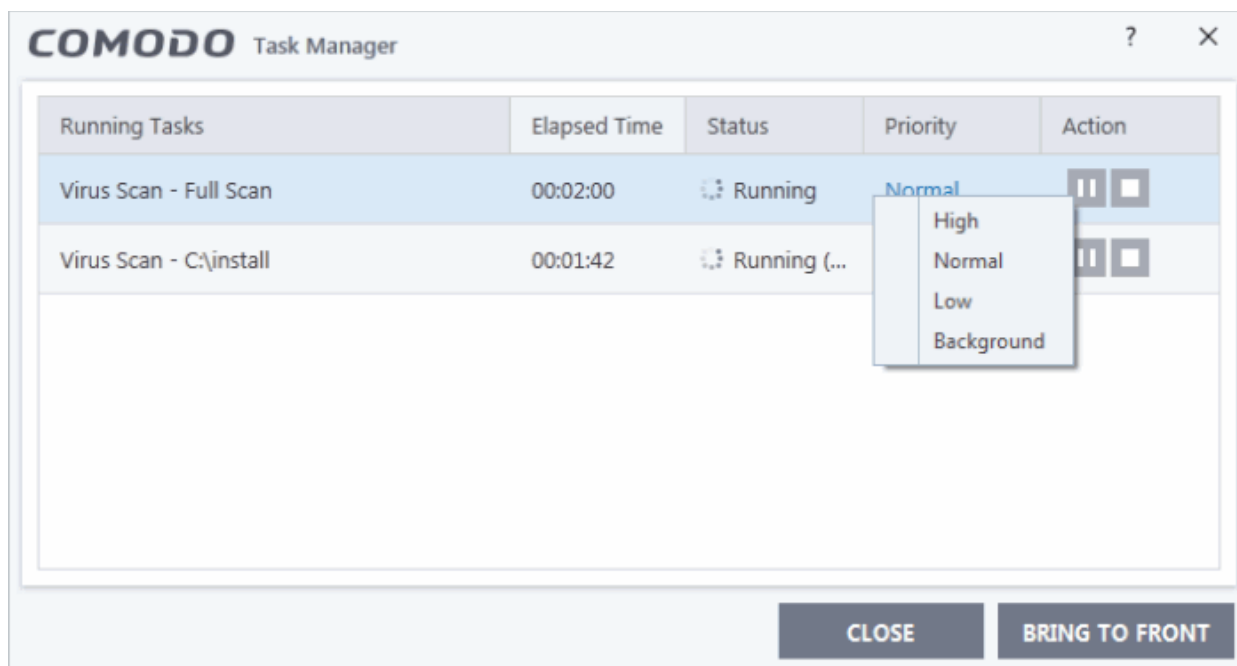 COMODO Task Manager ?
Running Tasks Elapsed Time Status Priority Action
Virus Scan - Full Scan 00:02:00 Running Normal
High
Virus Scan - C:\install 00:01:42 Running (... Normal
Low
Background
CLOSE BRING TO FRONT